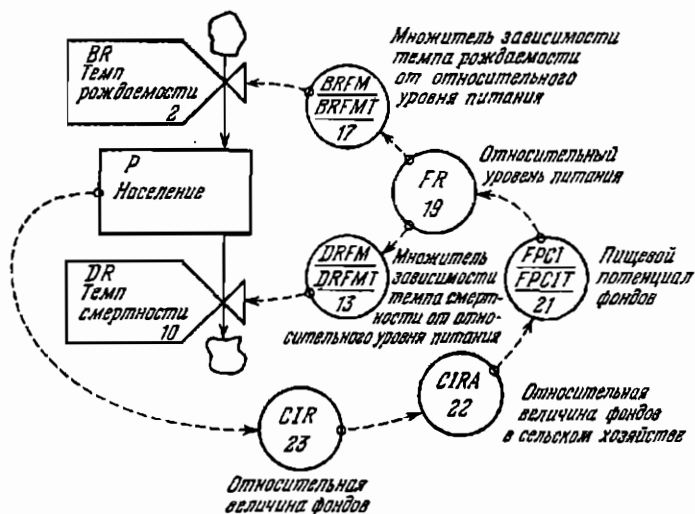 BR
Темп
рождаемости
2
BRFM
BRFMT
17
Множитель зависимости
темпа рождаемости
от относительного
уровня питания
P
Население
FR
19
Относительный
уровень питания
DR
Темп
смертности
10
DRFM
DRFMT
13
Множитель
зависимости
темпа смерт-
ности от отно-
сительного уровня питания
FPCI
FPCIT
21
Пищевой
потенциал
фондов
CIRA
22
Относительная
величина фондов
в сельском хозяйстве
CIR
23
Относительная
величина фондов